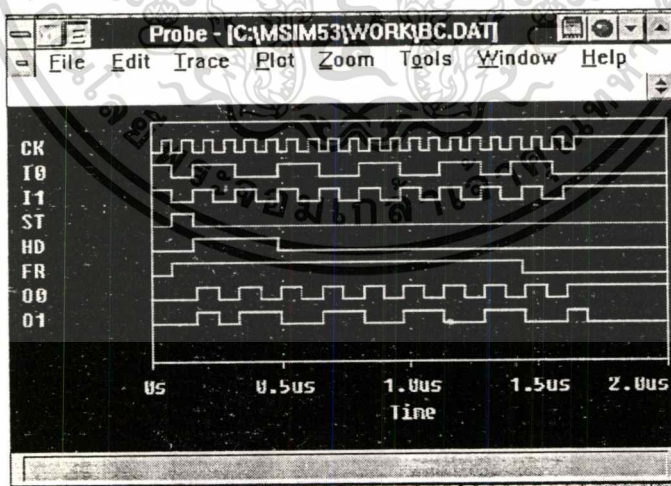 Probe - [C:\MSIM53\WORK\BC.DAT]
File Edit Trace Plot Zoom Tools Window Help
CK
I0
I1
ST
HD
FR
O0
O1
0s 0.5us 1.0us 1.5us 2.0us
Time